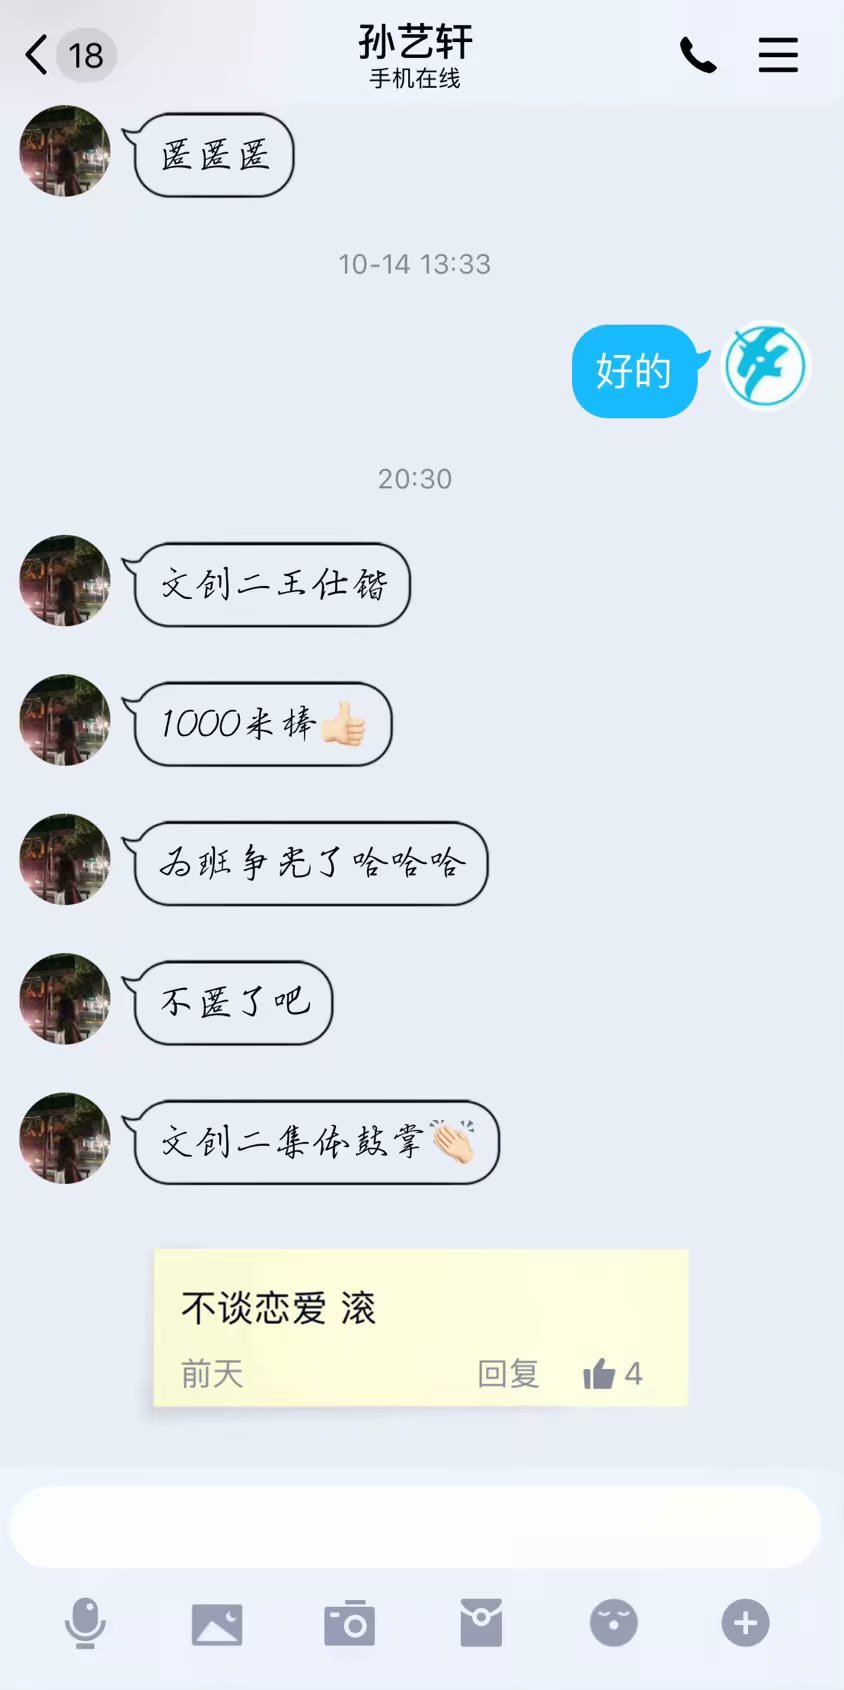 18
孙艺轩
手机在线
匿匿匿
10-14 13:33
好的
20:30
文创二王仕锴
1000米棒👍🏻
为班争光了哈哈哈
不匿了吧
文创二集体鼓掌👏🏻
不谈恋爱 滚
前天 回复 4